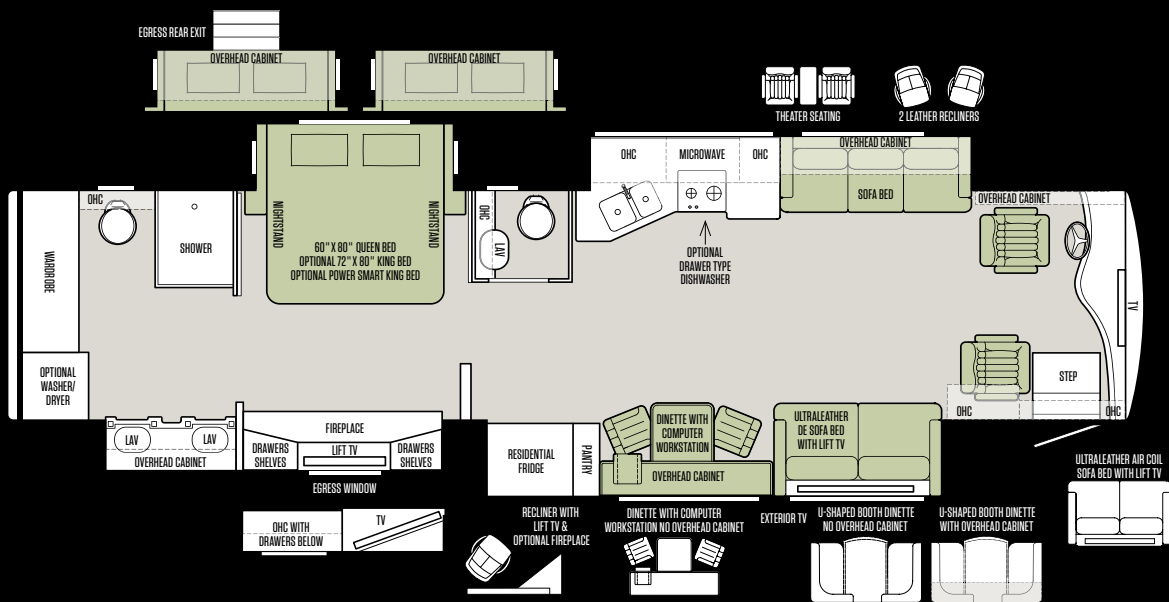 EGRESS REAR EXIT
OVERHEAD CABINET
OVERHEAD CABINET
THEATER SEATING
2 LEATHER RECLINERS
OHC
MICROWAVE
OHC
OVERHEAD CABINET
SOFA BED
OHC
SHOWER
WARDROBE
NIGHTSTAND
NIGHTSTAND
60" X 80" QUEEN BED
OPTIONAL 72" X 80" KING BED
OPTIONAL POWER SMART KING BED
OHC
LAV
OPTIONAL
DRAWER TYPE
DISHWASHER
OVERHEAD CABINET
TV
STEP
OHC
OHC
OPTIONAL
WASHER/
DRYER
LAV
LAV
OVERHEAD CABINET
FIREPLACE
LIFT TV
DRAWERS
SHELVES
DRAWERS
SHELVES
EGRESS WINDOW
RESIDENTIAL
FRIDGE
PANTRY
DINETTE WITH
COMPUTER
WORKSTATION
OVERHEAD CABINET
ULTRALEATHER
DE SOFA BED
WITH LIFT TV
ULTRALEATHER AIR COIL
SOFA BED WITH LIFT TV
OHC WITH
DRAWERS BELOW
TV
RECLINER WITH
LIFT TV &
OPTIONAL FIREPLACE
DINETTE WITH COMPUTER
WORKSTATION NO OVERHEAD CABINET
EXTERIOR TV
U-SHAPED BOOTH DINETTE
NO OVERHEAD CABINET
U-SHAPED BOOTH DINETTE
WITH OVERHEAD CABINET